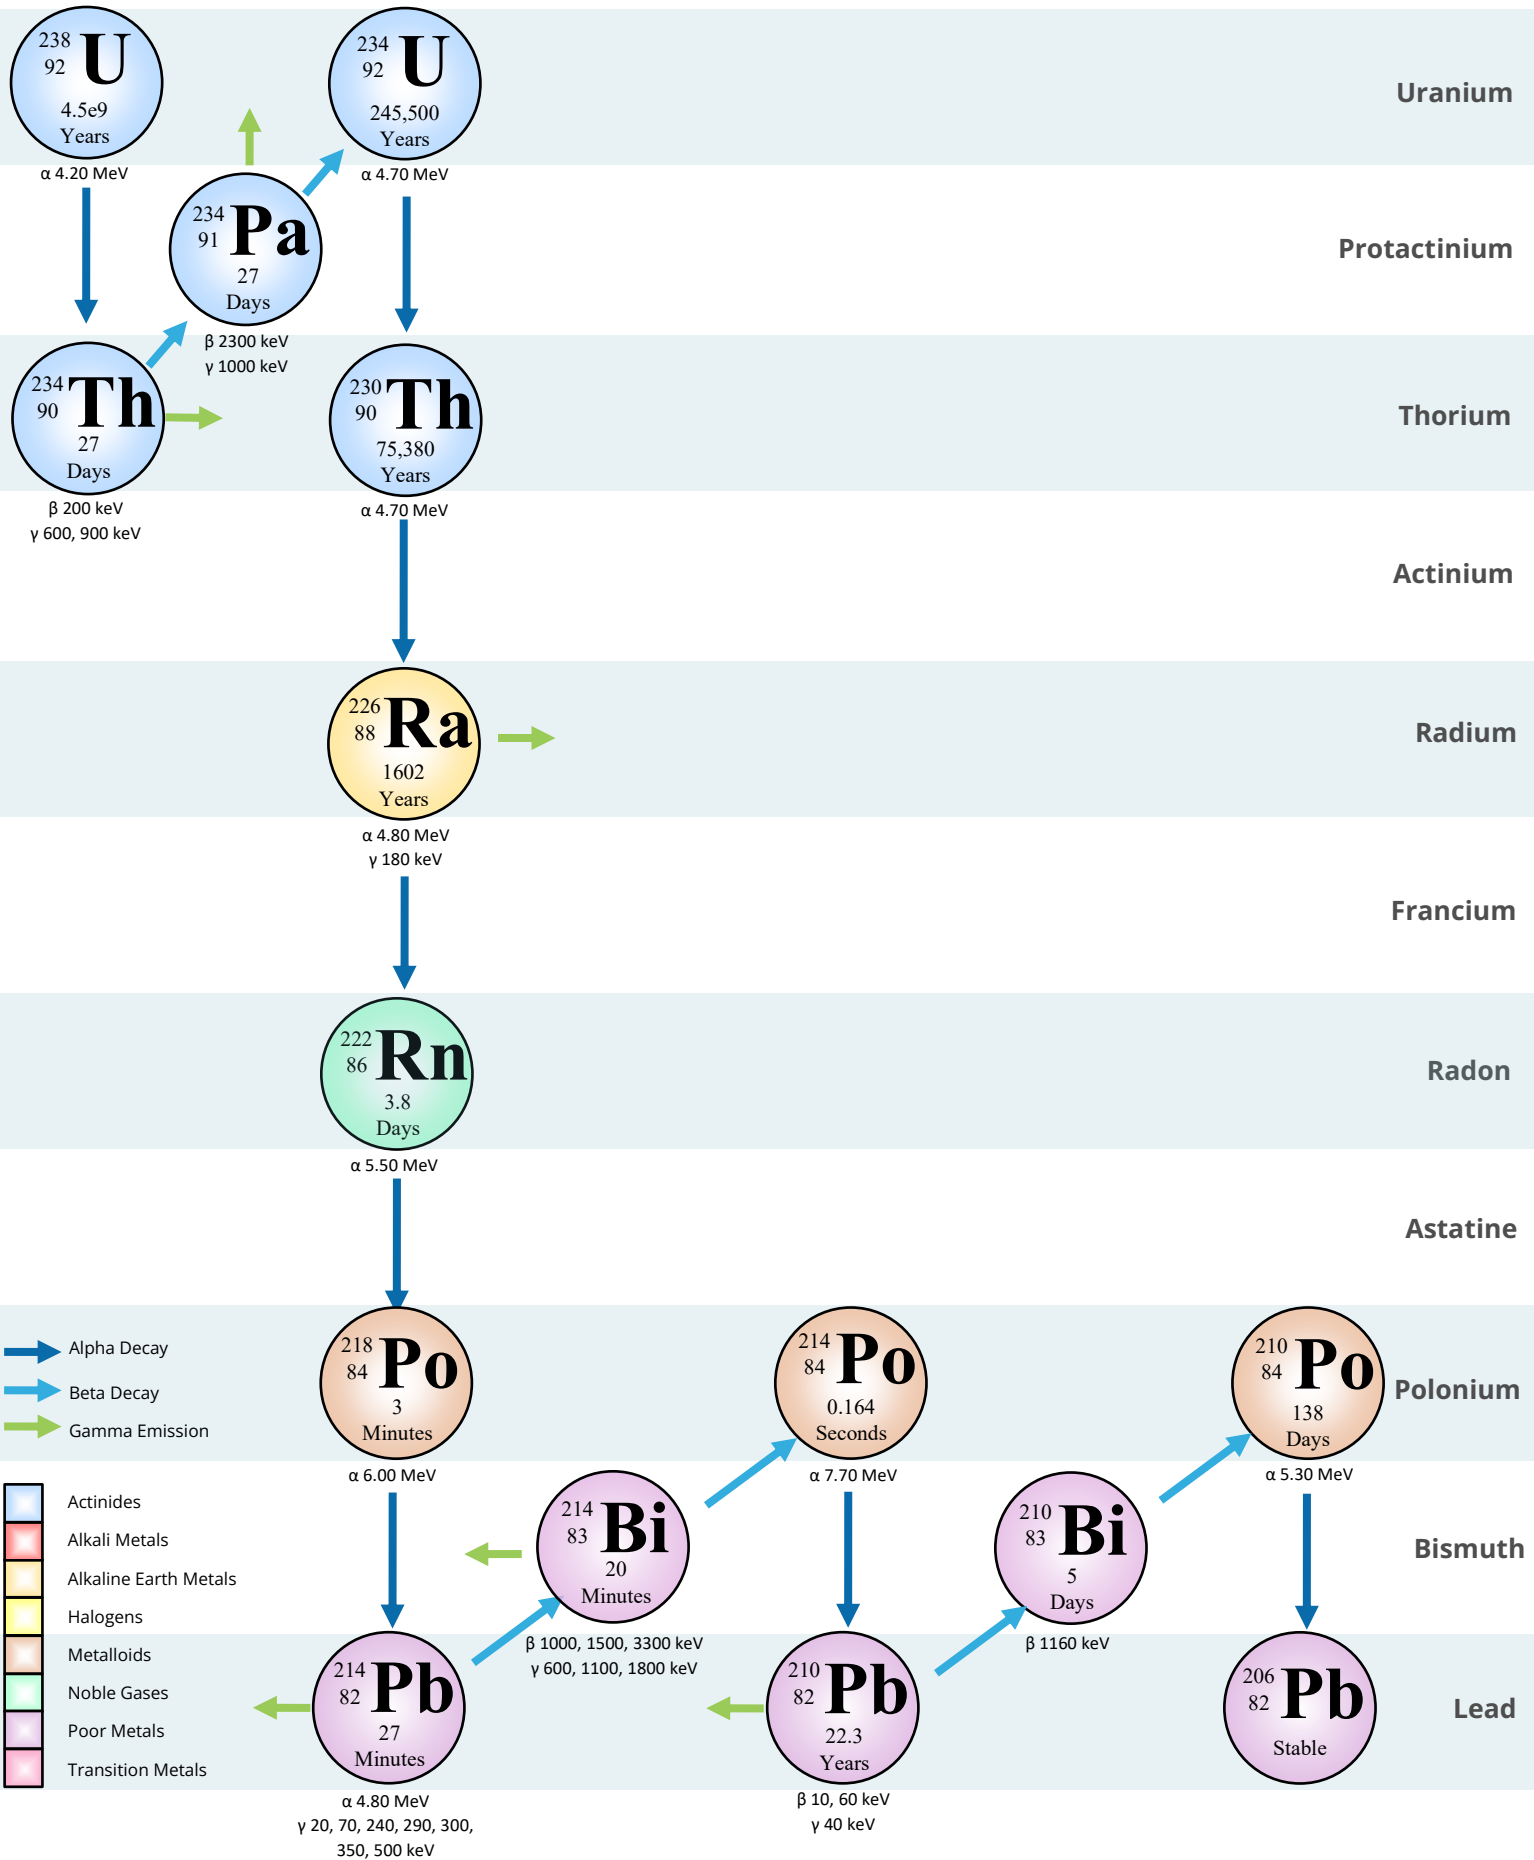 238
92
U
4.5e9
Years
α 4.20 MeV
234
92
U
245,500
Years
α 4.70 MeV
Uranium
234
91
Pa
27
Days
β 2300 keV
γ 1000 keV
Protactinium
234
90
Th
27
Days
β 200 keV
γ 600, 900 keV
230
90
Th
75,380
Years
α 4.70 MeV
Thorium
Actinium
226
88
Ra
1602
Years
α 4.80 MeV
γ 180 keV
Radium
Francium
222
86
Rn
3.8
Days
α 5.50 MeV
Radon
Astatine
218
84
Po
3
Minutes
α 6.00 MeV
214
84
Po
0.164
Seconds
α 7.70 MeV
210
84
Po
138
Days
α 5.30 MeV
Polonium
214
83
Bi
20
Minutes
β 1000, 1500, 3300 keV
γ 600, 1100, 1800 keV
210
83
Bi
5
Days
β 1160 keV
Bismuth
214
82
Pb
27
Minutes
α 4.80 MeV
γ 20, 70, 240, 290, 300,
350, 500 keV
210
82
Pb
22.3
Years
β 10, 60 keV
γ 40 keV
206
82
Pb
Stable
Lead
Alpha Decay
Beta Decay
Gamma Emission
Actinides
Alkali Metals
Alkaline Earth Metals
Halogens
Metalloids
Noble Gases
Poor Metals
Transition Metals